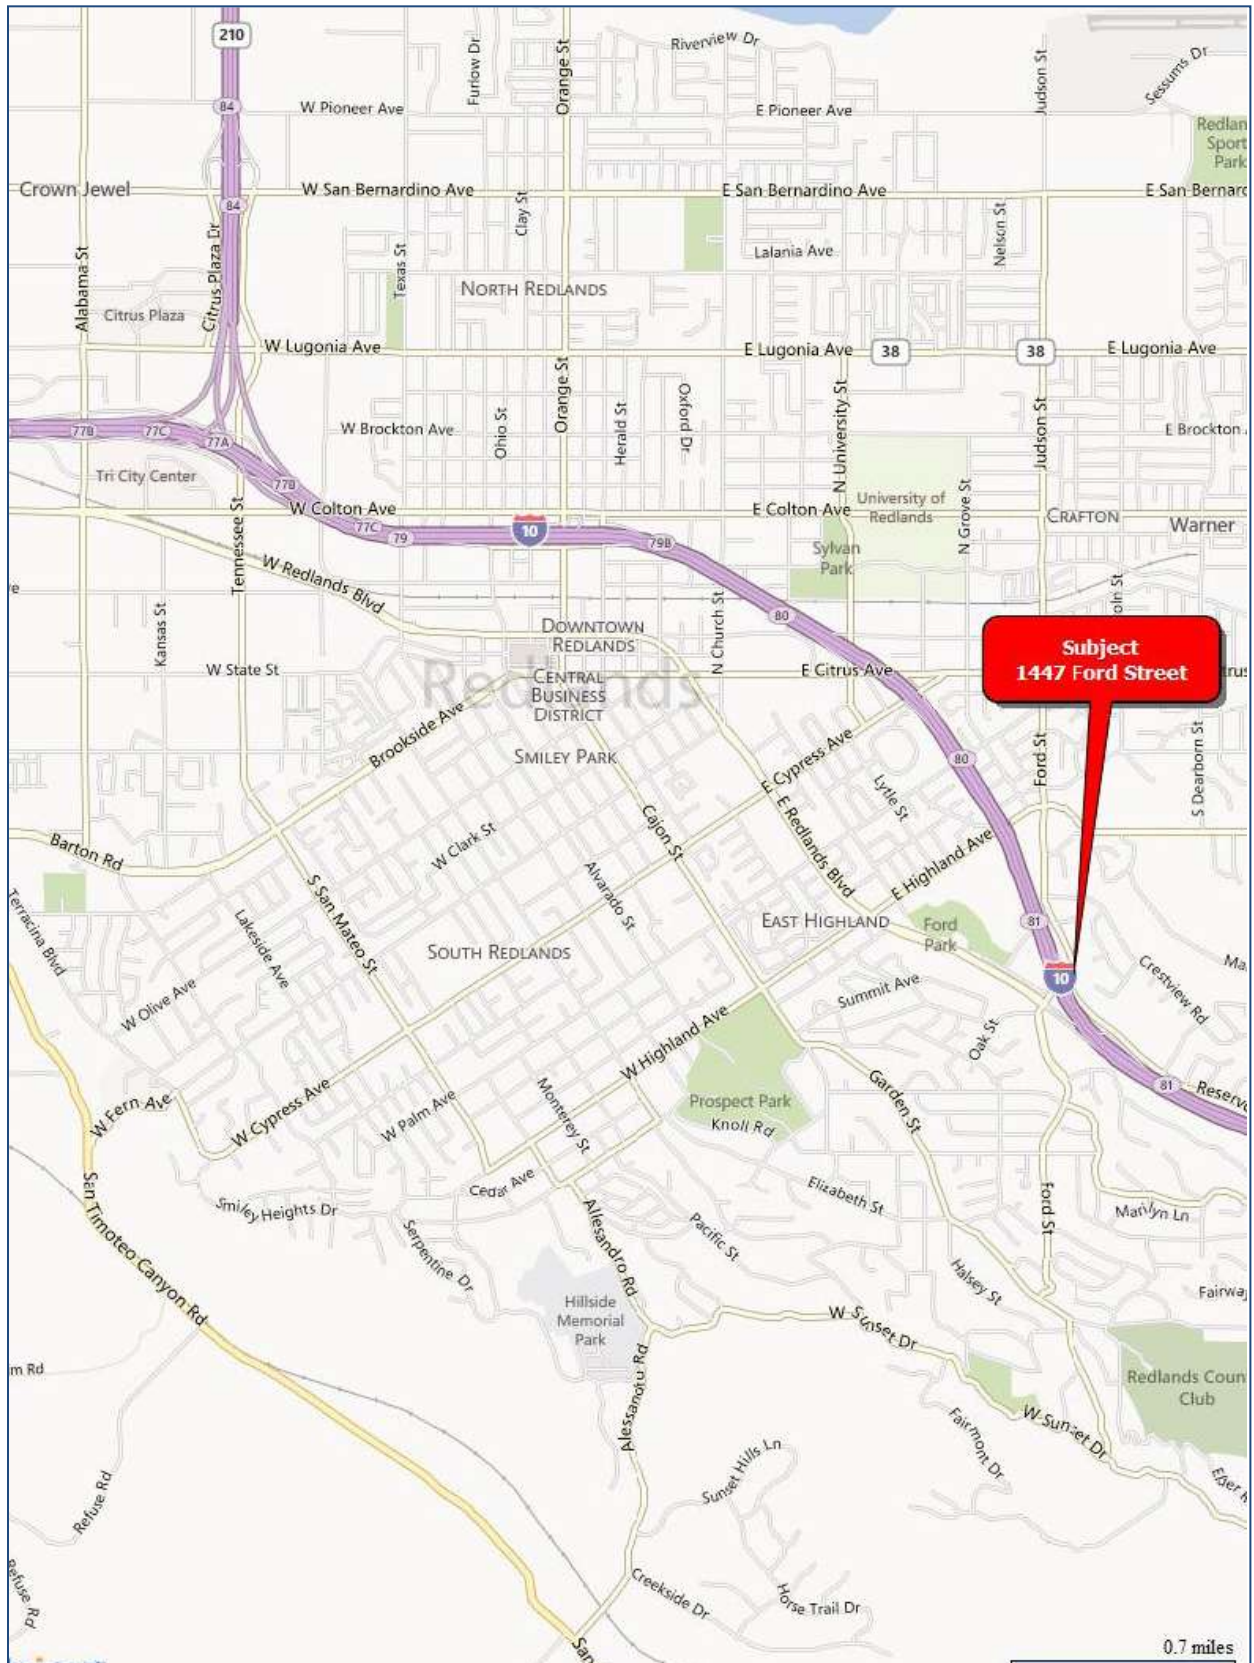 210
84
W Pioneer Ave
Furlow Dr
Orange St
Riverview Dr
E Pioneer Ave
Judson St
Sessums Dr
Redlan
Sport
Park
Crown Jewel
W San Bernardino Ave
E San Bernardino Ave
E San Bernard
84
Clay St
Nelson St
Alabama St
Citrus Plaza Dr
Texas St
Lalania Ave
NORTH REDLANDS
Citrus Plaza
W Lugonia Ave
E Lugonia Ave
38
38
E Lugonia Ave
Orange St
Ohio St
Herald St
Oxford Dr
N University St
Judson St
77B
77C
77A
W Brockton Ave
E Brockton
Tri City Center
77B
University of
Redlands
N Grove St
W Colton Ave
E Colton Ave
CRAFTON
Warner
77C
79
10
79B
Sylvan
Park
Tennessee St
W Redlands Blvd
Kansas St
80
N Church St
oln St
DOWNTOWN
REDLANDS
Redlands
W State St
CENTRAL
BUSINESS
DISTRICT
E Citrus Ave
Subject
1447 Ford Street
trus
Brookside Ave
SMILEY PARK
E Cypress Ave
80
Ford St
S Dearborn St
Lytle St
Barton Rd
W Clark St
Cajon St
E Redlands Blvd
E Highland Ave
Alvarado St
S San Mateo St
Terracina Blvd
Lakeside Ave
EAST HIGHLAND
Ford
Park
81
SOUTH REDLANDS
10
Crestview Rd
Ma
W Olive Ave
Summit Ave
Oak St
W Highland Ave
W Fern Ave
W Cypress Ave
W Palm Ave
Monterey St
Prospect Park
Knoll Rd
Garden St
81
Reserv
San Timoteo Canyon Rd
Smiley Heights Dr
Cedar Ave
Elizabeth St
Ford St
Marilyn Ln
Serpentine Dr
Allesandro Rd
Pacific St
Halsey St
Fairway
Hillside
Memorial
Park
W Sunset Dr
m Rd
Alessandro Rd
Redlands Coun
Club
W Sunset Dr
Fairmont Dr
Sunset Hills Ln
Refuse Rd
Refuse Rd
Creekside Dr
Horse Trail Dr
San
0.7 miles